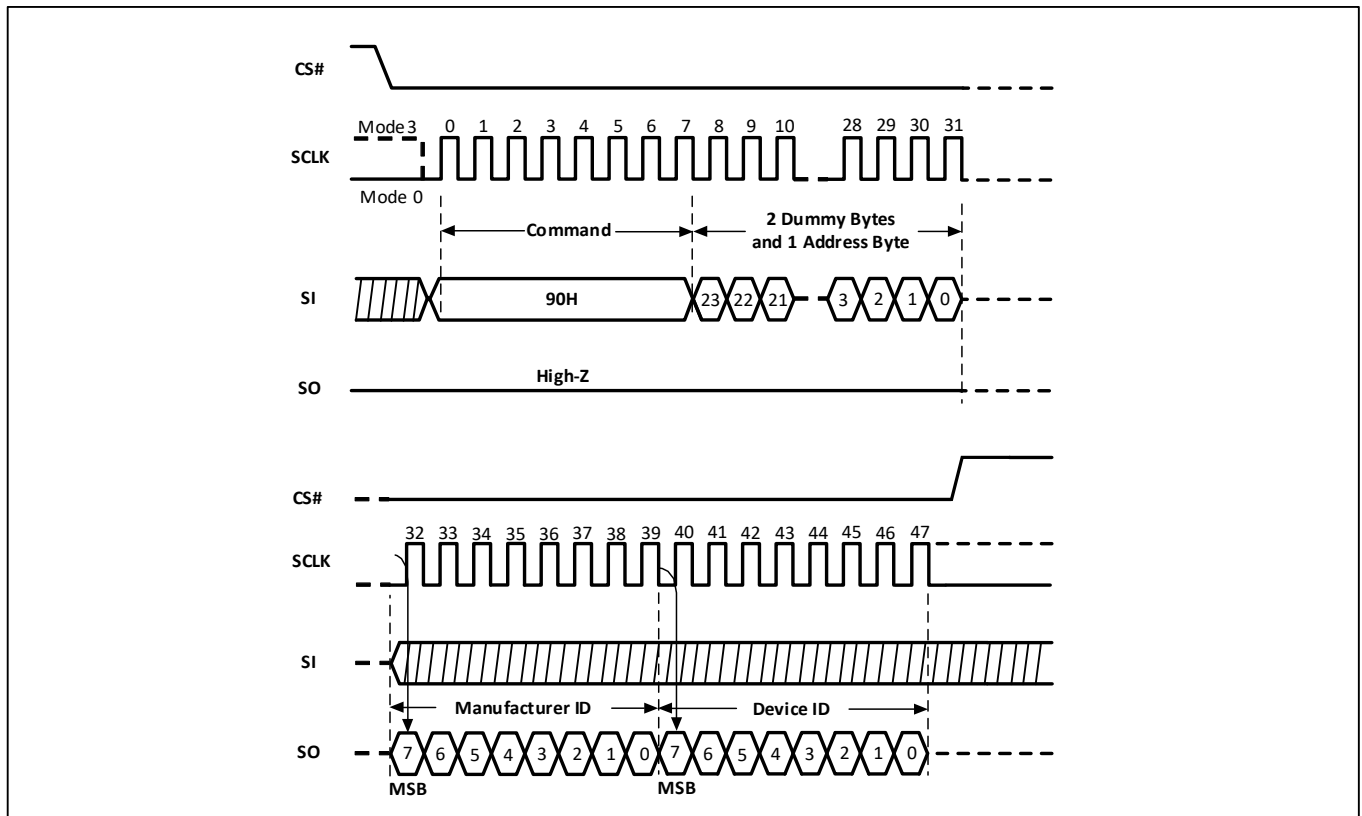 CS#
Mode 3 0 1 2 3 4 5 6 7 8 9 10 28 29 30 31
SCLK
Mode 0
Command
2 Dummy Bytes
and 1 Address Byte
SI 90H 23 22 21 3 2 1 0
High-Z
SO
CS#
32 33 34 35 36 37 38 39 40 41 42 43 44 45 46 47
SCLK
SI
Manufacturer ID Device ID
SO 7 6 5 4 3 2 1 0 7 6 5 4 3 2 1 0
MSB MSB